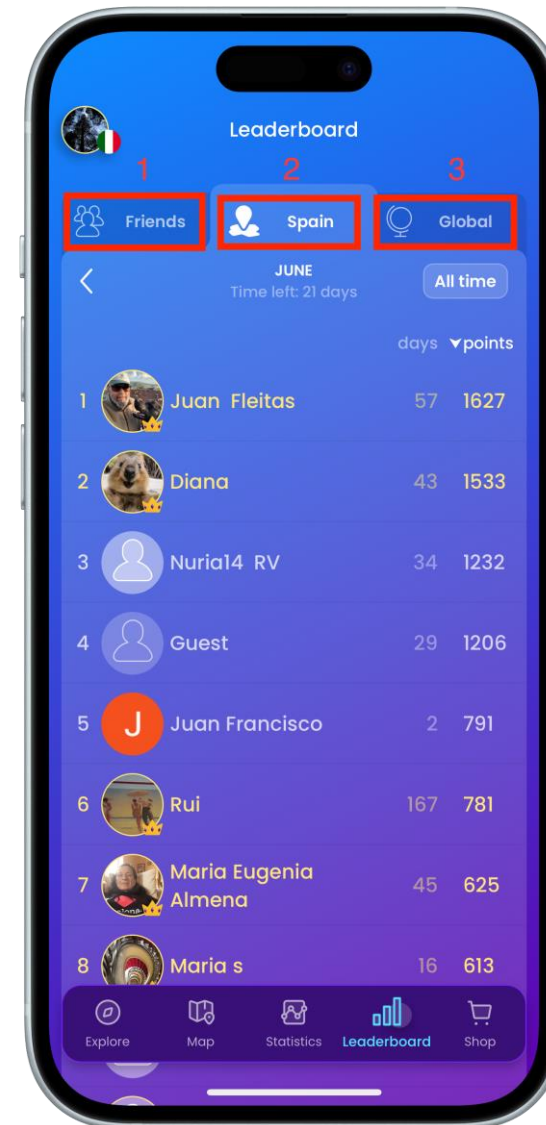 Leaderboard
1 2 3
Friends Spain Global
JUNE
Time left: 21 days
All time
days points
1 Juan Fleitas 57 1627
2 Diana 43 1533
3 Nuria14 RV 34 1232
4 Guest 29 1206
5 J Juan Francisco 2 791
6 Rui 167 781
7 Maria Eugenia
Almena 45 625
8 Maria s 16 613
Explore Map Statistics Leaderboard Shop